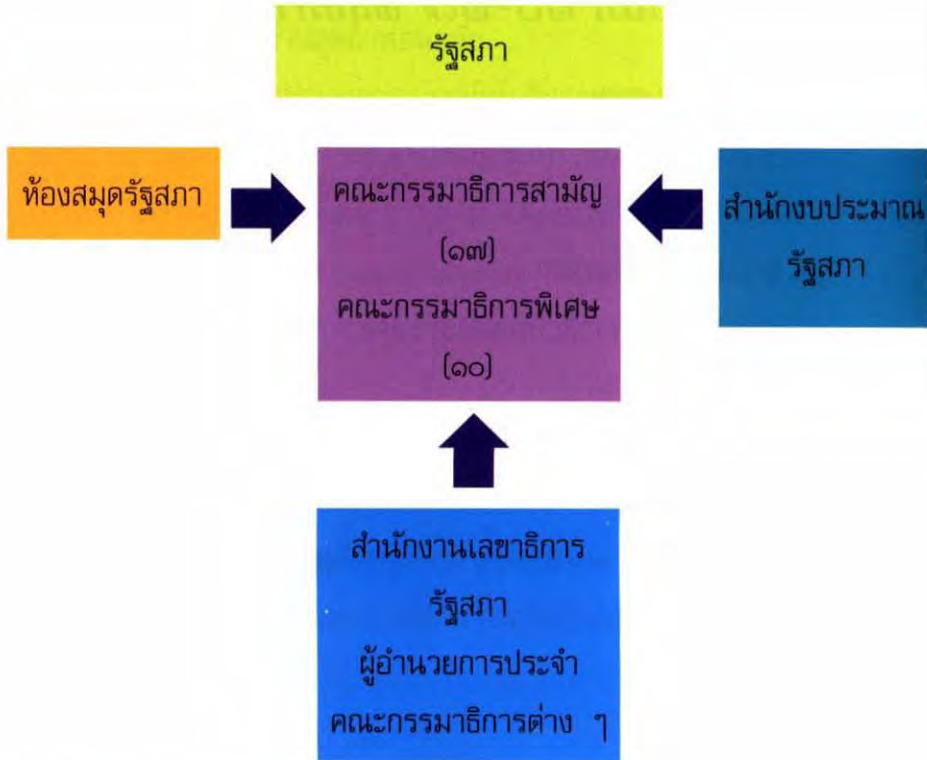 รัฐสภา
ห้องสมุดรัฐสภา
คณะกรรมาธิการสามัญ
(๑๗)
คณะกรรมาธิการพิเศษ
(๑๐)
สำนักงบประมาณ
รัฐสภา
สำนักงานเลขาธิการ
รัฐสภา
ผู้อำนวยการประจำ
คณะกรรมาธิการต่าง ๆ